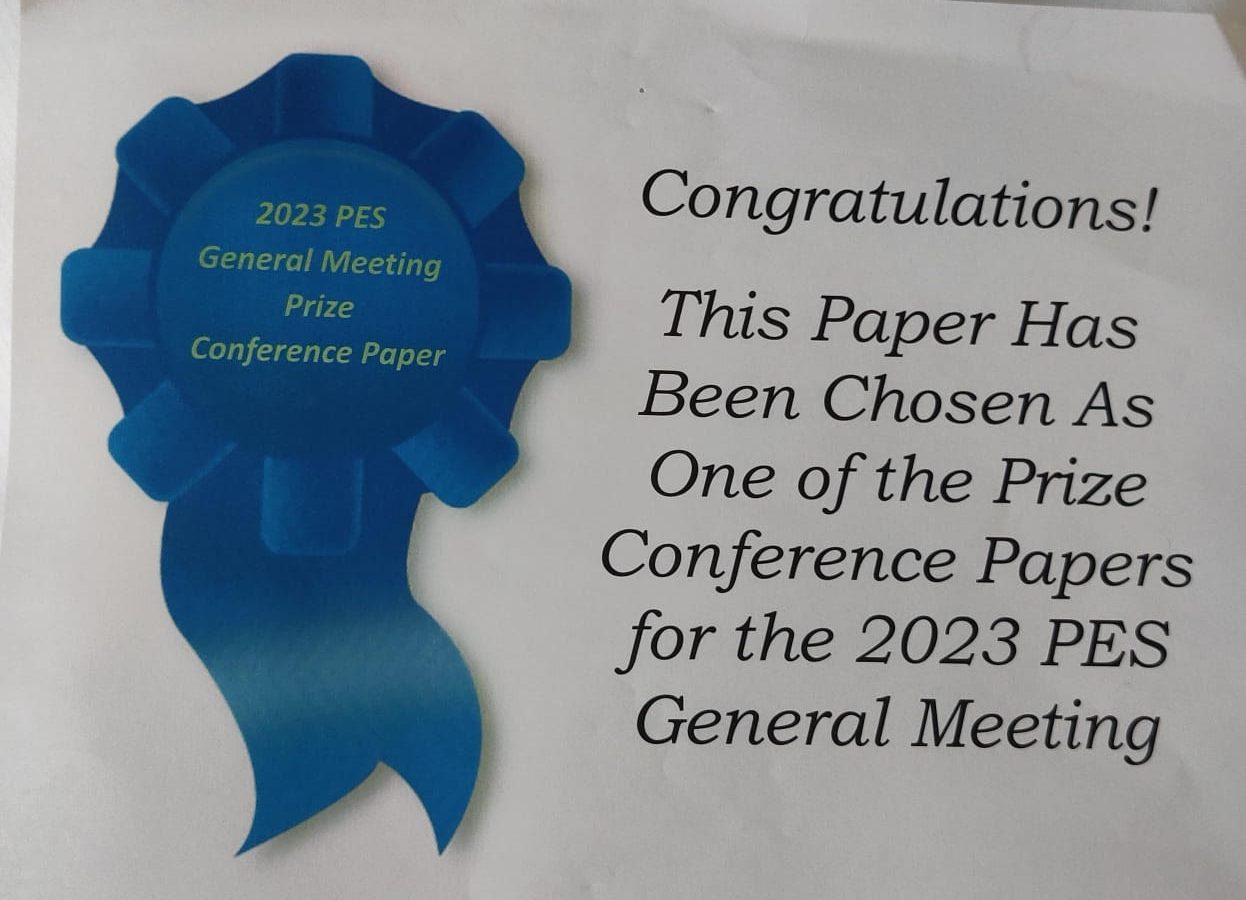 2023 PES
General Meeting
Prize
Conference Paper
Congratulations!
This Paper Has
Been Chosen As
One of the Prize
Conference Papers
for the 2023 PES
General Meeting